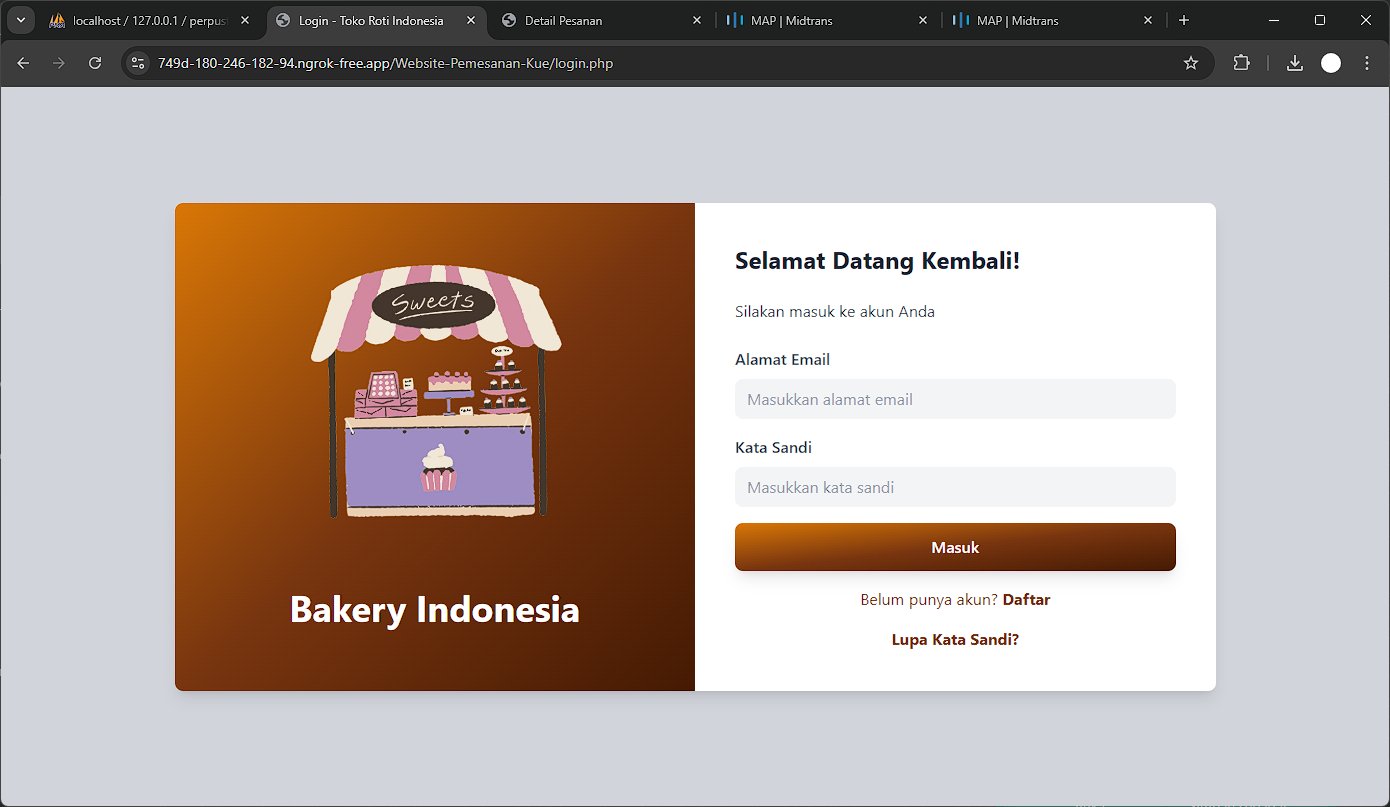 localhost / 127.0.0.1 / perpus
Login - Toko Roti Indonesia
Detail Pesanan
MAP | Midtrans
MAP | Midtrans
749d-180-246-182-94.ngrok-free.app/Website-Pemesanan-Kue/login.php
Sweets
Bakery Indonesia
Selamat Datang Kembali!
Silakan masuk ke akun Anda
Alamat Email
Masukkan alamat email
Kata Sandi
Masukkan kata sandi
Masuk
Belum punya akun? Daftar
Lupa Kata Sandi?